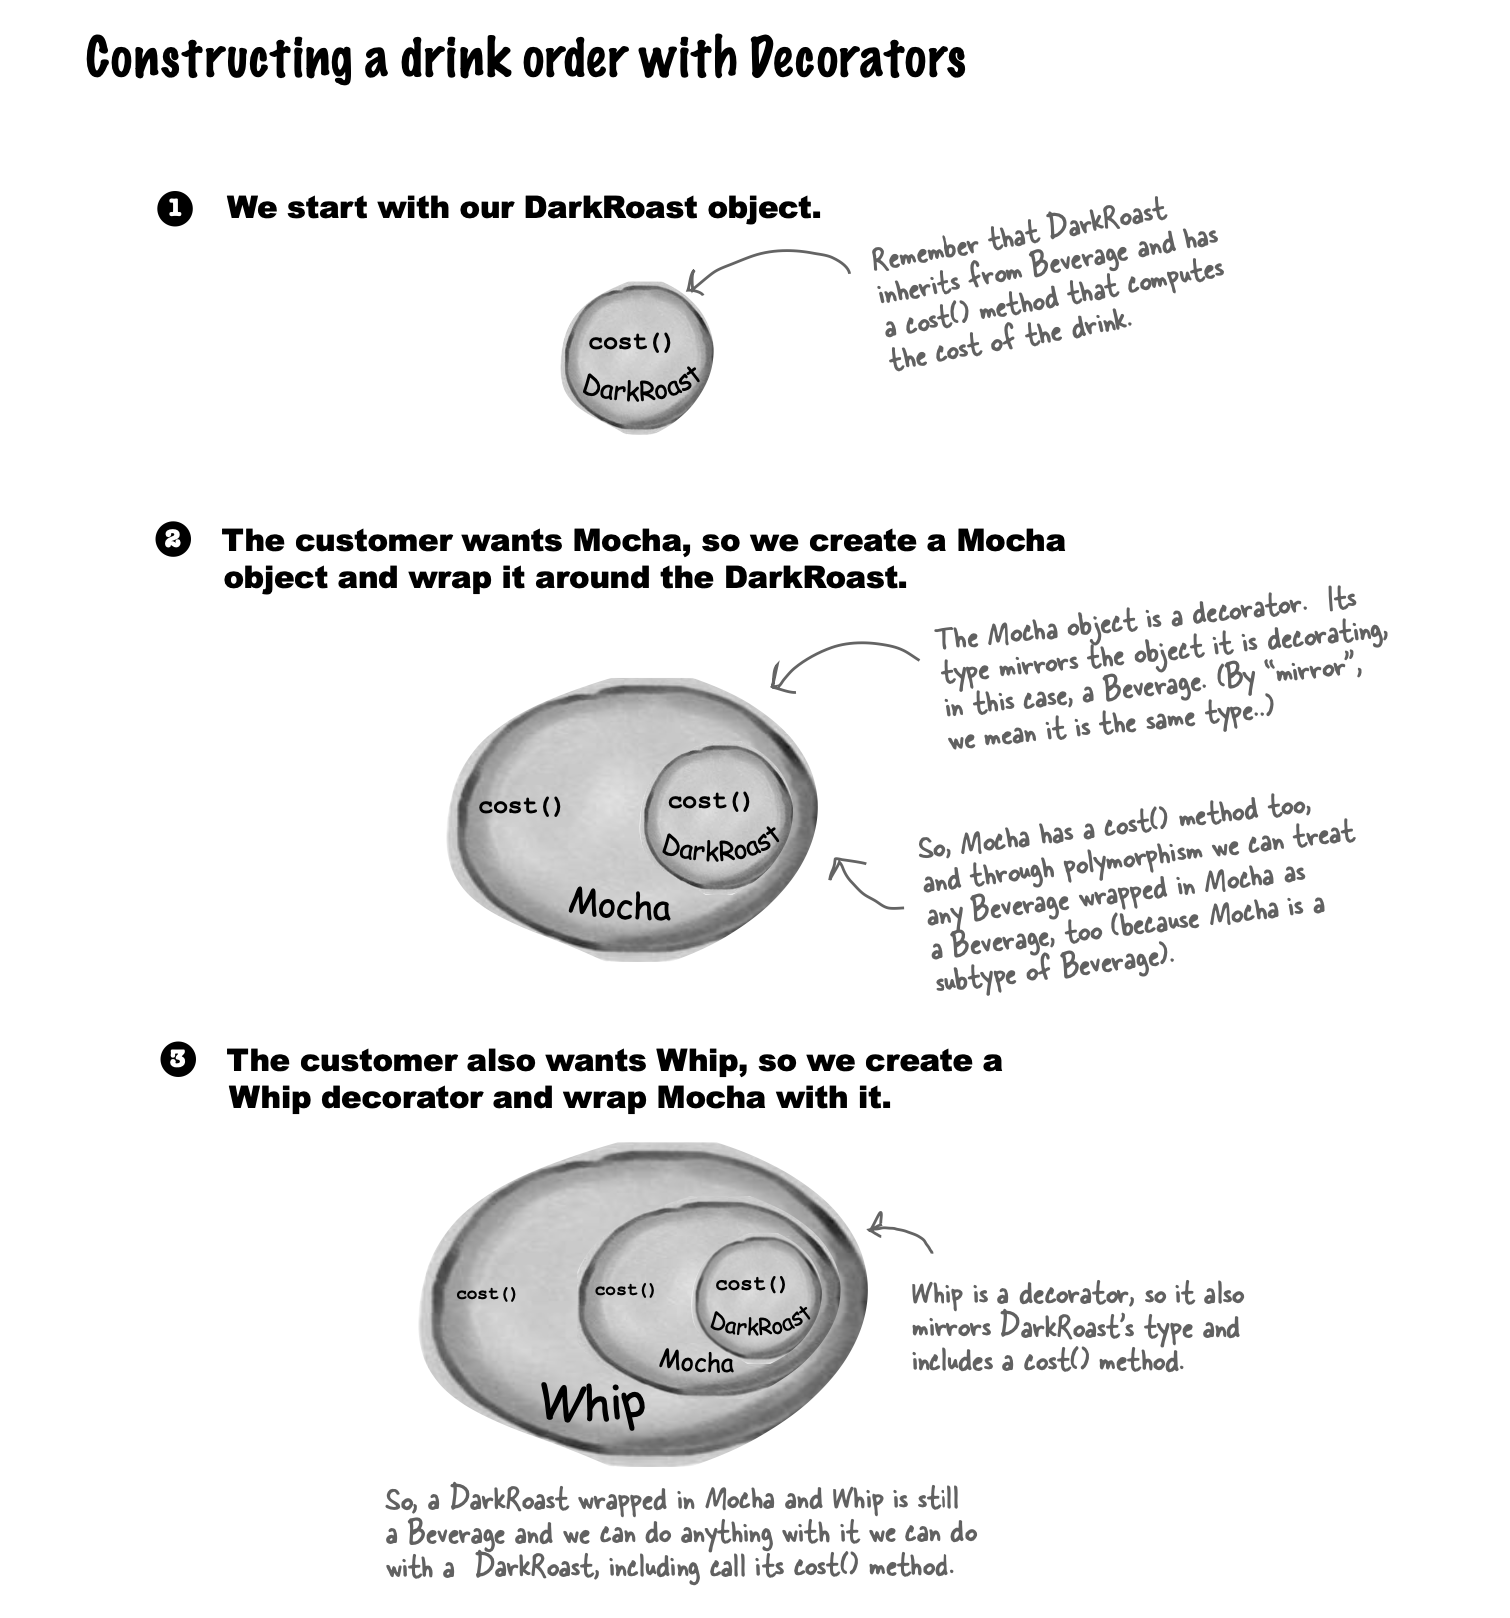 Constructing a drink order with Decorators
1 We start with our DarkRoast object.
Remember that DarkRoast
inherits from Beverage and has
a cost() method that computes
the cost of the drink.
cost()
DarkRoast
2 The customer wants Mocha, so we create a Mocha
object and wrap it around the DarkRoast.
The Mocha object is a decorator. Its
type mirrors the object it is decorating,
in this case, a Beverage. (By “mirror”,
we mean it is the same type..)
cost()
cost()
DarkRoast
Mocha
So, Mocha has a cost() method too,
and through polymorphism we can treat
any Beverage wrapped in Mocha as
a Beverage, too (because Mocha is a
subtype of Beverage).
3 The customer also wants Whip, so we create a
Whip decorator and wrap Mocha with it.
cost()
cost()
cost()
DarkRoast
Mocha
Whip
Whip is a decorator, so it also
mirrors DarkRoast's type and
includes a cost() method.
So, a DarkRoast wrapped in Mocha and Whip is still
a Beverage and we can do anything with it we can do
with a DarkRoast, including call its cost() method.